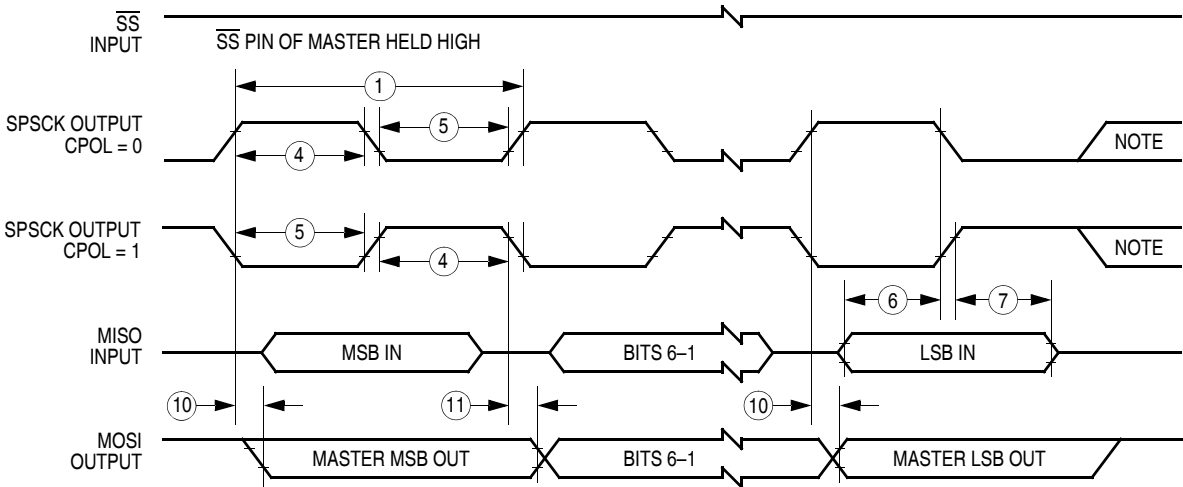 SS
INPUT
SS PIN OF MASTER HELD HIGH
1
SPSCK OUTPUT
CPOL = 0
5
4
NOTE
SPSCK OUTPUT
CPOL = 1
5
4
NOTE
6
7
MISO
INPUT
MSB IN
BITS 6–1
LSB IN
10
11
10
MOSI
OUTPUT
MASTER MSB OUT
BITS 6–1
MASTER LSB OUT